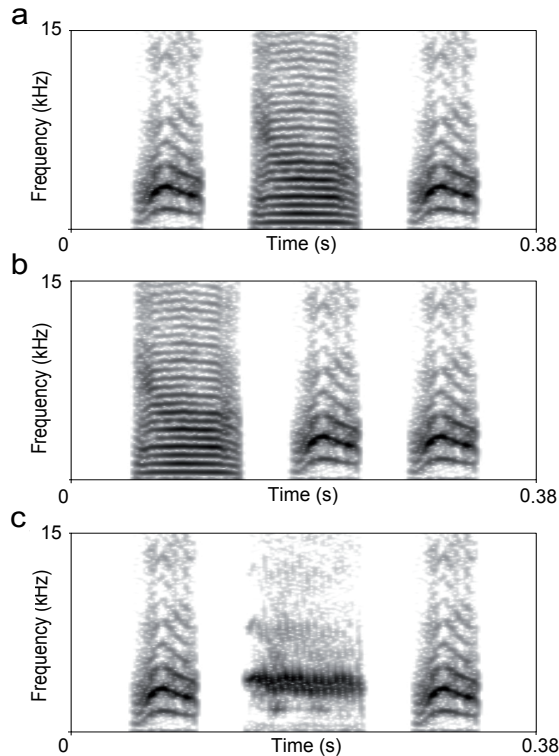 a
15
Frequency (kHz)
0
Time (s)
0.38
b
15
Frequency (kHz)
0
Time (s)
0.38
c
15
Frequency (kHz)
0
Time (s)
0.38